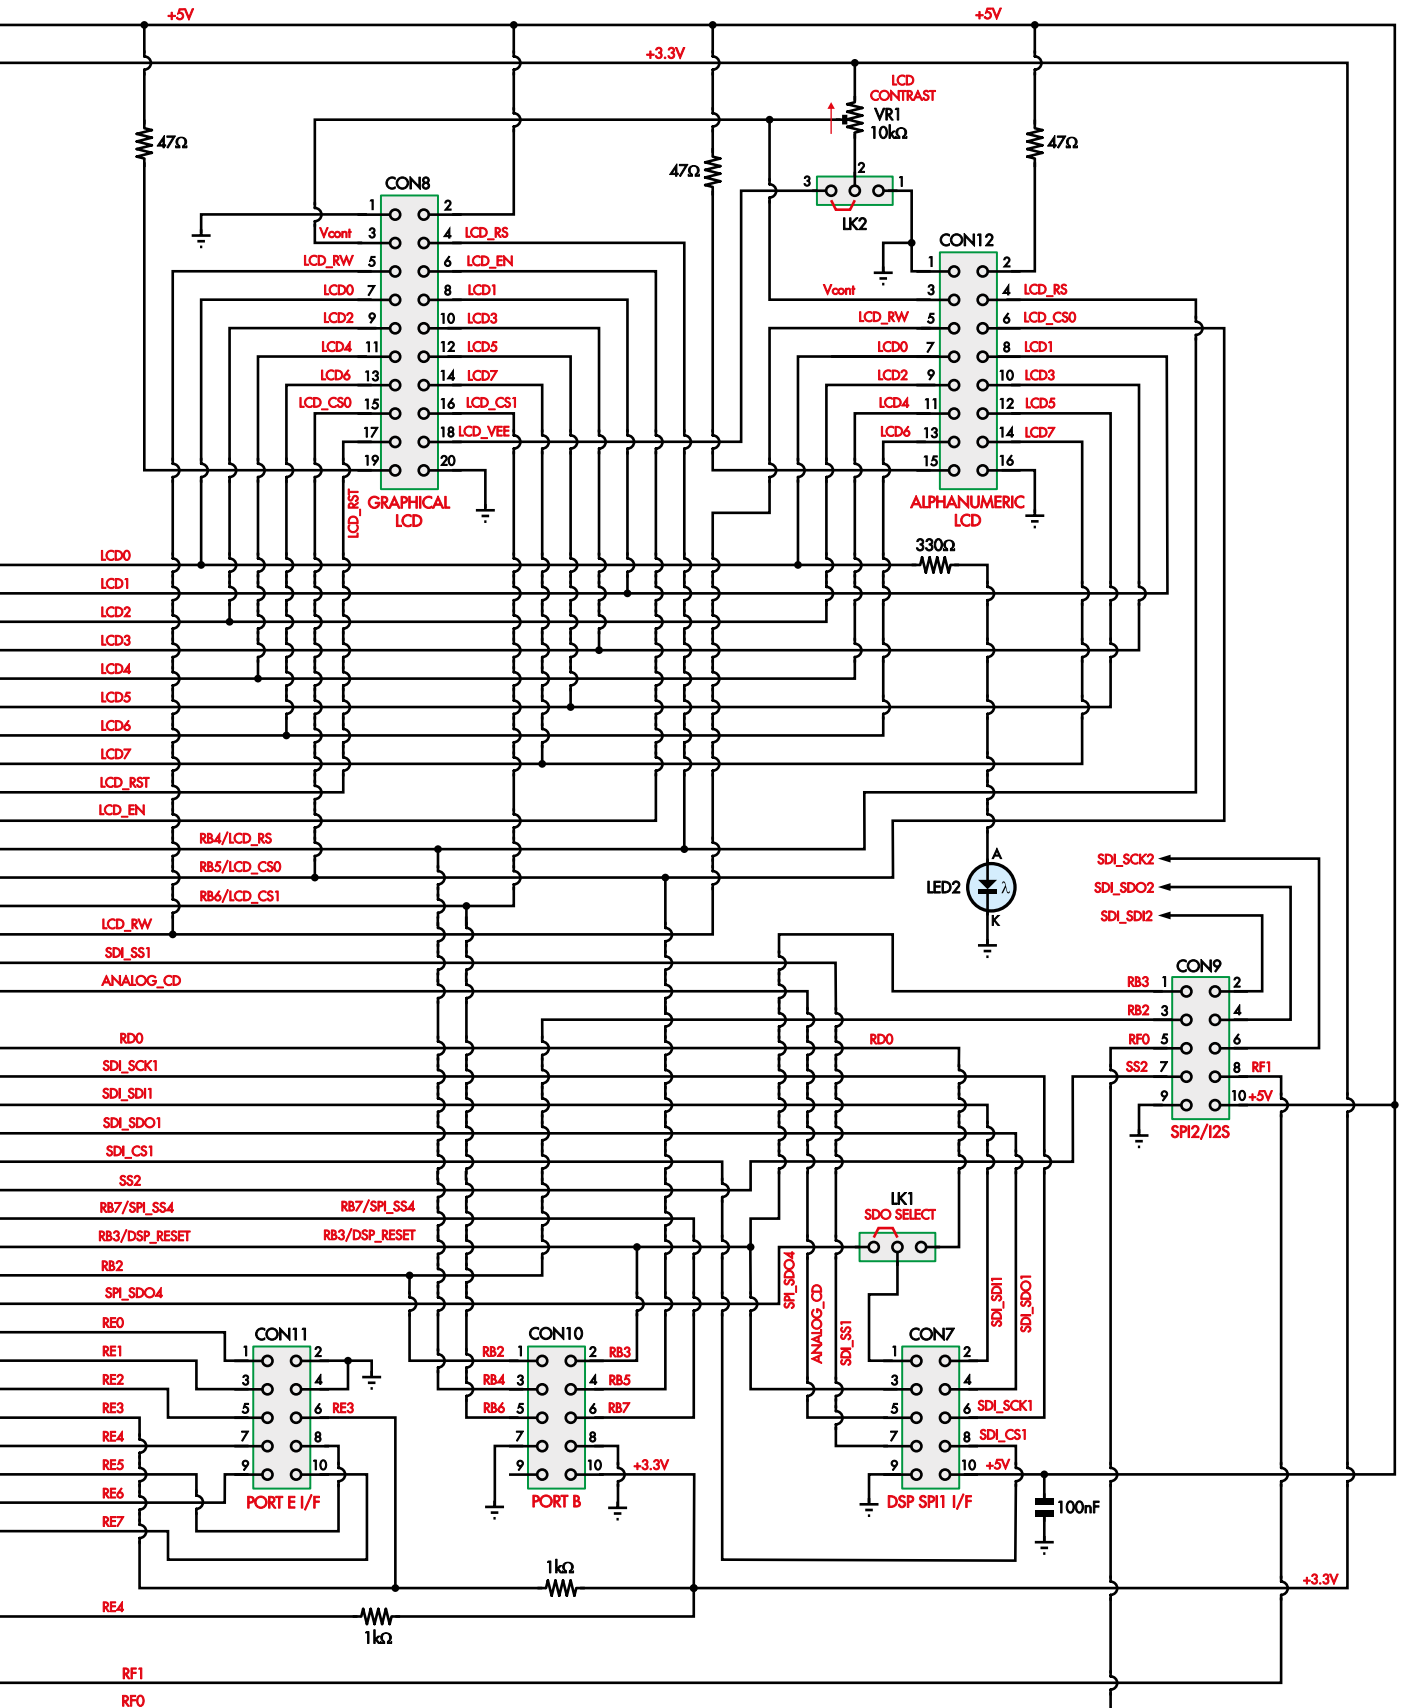 +5V
+5V
+3.3V
LCD
CONTRAST
VR1
10kΩ
47Ω
47Ω
47Ω
3
2
1
LK2
CON8
1
2
Vcont
3
4
LCD_RS
LCD_RW
5
6
LCD_EN
LCD0
7
8
LCD1
LCD2
9
10
LCD3
LCD4
11
12
LCD5
LCD6
13
14
LCD7
LCD_CS0
15
16
LCD_CS1
17
18
LCD_VEE
19
20
LCD_RST
GRAPHICAL
LCD
CON12
1
2
Vcont
3
4
LCD_RS
LCD_RW
5
6
LCD_CS0
LCD0
7
8
LCD1
LCD2
9
10
LCD3
LCD4
11
12
LCD5
LCD6
13
14
LCD7
15
16
ALPHANUMERIC
LCD
330Ω
LCD0
LCD1
LCD2
LCD3
LCD4
LCD5
LCD6
LCD7
LCD_RST
LCD_EN
RB4/LCD_RS
RB5/LCD_CS0
RB6/LCD_CS1
LCD_RW
SDI_SS1
ANALOG_CD
RD0
RD0
SDI_SCK1
SDI_SDI1
SDI_SDO1
SDI_CS1
SS2
RB7/SPI_SS4
RB7/SPI_SS4
RB3/DSP_RESET
RB3/DSP_RESET
RB2
SPI_SDO4
RE0
RE1
RE2
RE3
RE4
RE5
RE6
RE7
RE4
RF1
RF0
A
LED2
λ
K
SDI_SCK2
SDI_SDO2
SDI_SDI2
CON9
RB3
1
2
RB2
3
4
RF0
5
6
SS2
7
8
RF1
9
10
+5V
SPI2/I2S
LK1
SDO SELECT
SPI_SDO4
ANALOG_CD
SDI_SS1
SDI_SDI1
SDI_SDO1
CON11
1
2
3
4
5
6
RE3
7
8
9
10
PORT E I/F
CON10
RB2
1
2
RB3
RB4
3
4
RB5
RB6
5
6
RB7
7
8
9
10
+3.3V
PORT B
CON7
1
2
3
4
5
6
SDI_SCK1
7
8
SDI_CS1
9
10
+5V
DSP SPI1 I/F
100nF
1kΩ
+3.3V
1kΩ